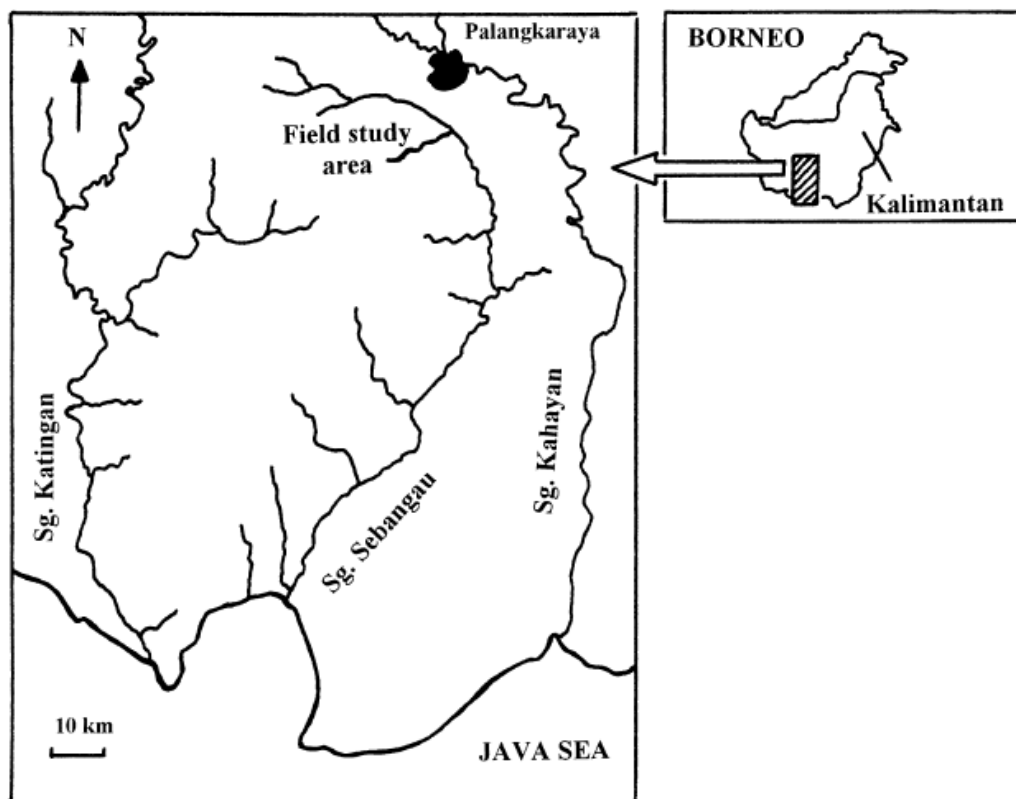 N
Palangkaraya
Field study
area
Sg. Katingan
Sg. Sebangau
Sg. Kahayan
10 km
JAVA SEA
BORNEO
Kalimantan